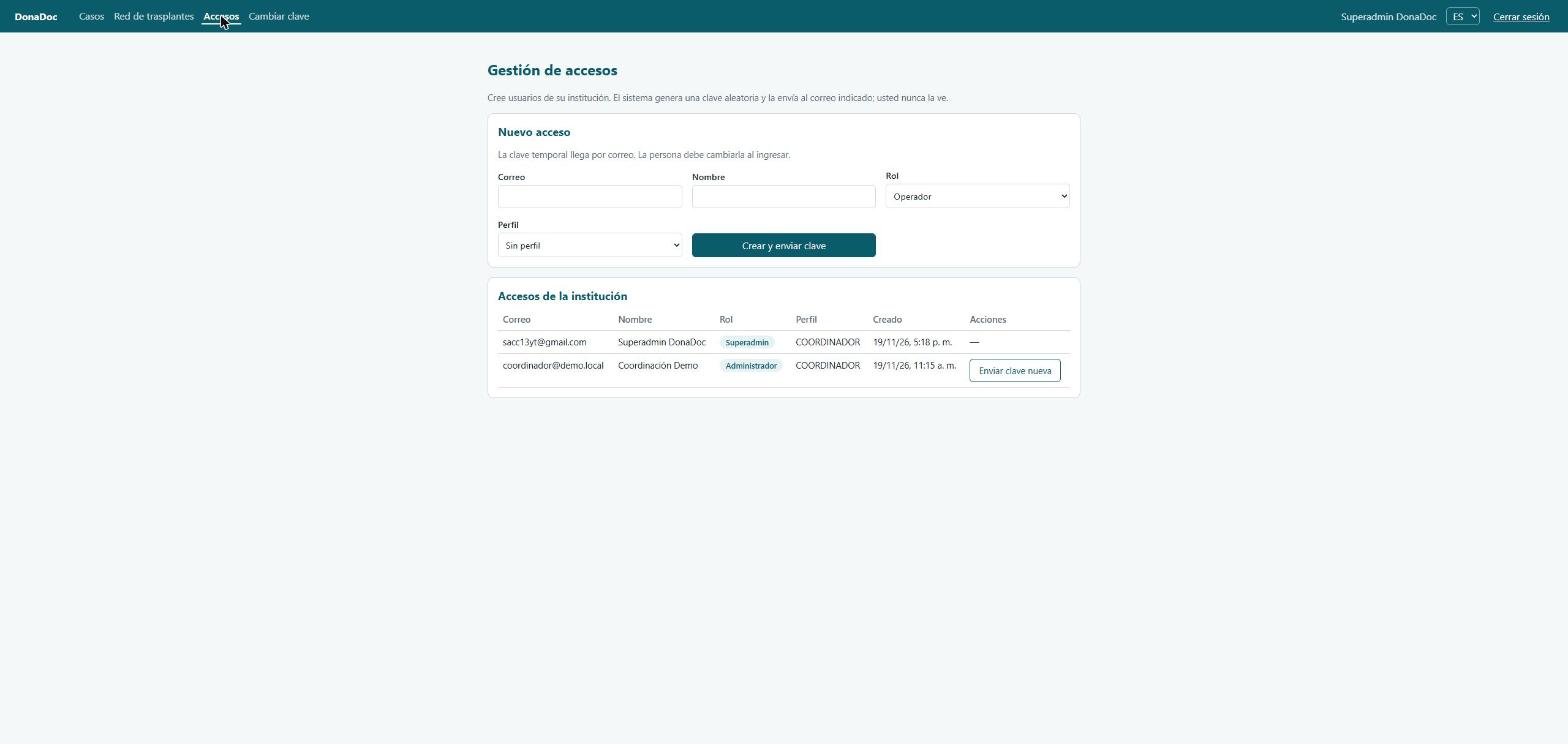 DonaDoc Casos Red de trasplantes Accesos Cambiar clave Superadmin DonaDoc ES Cerrar sesión
Gestión de accesos
Cree usuarios de su institución. El sistema genera una clave aleatoria y la envía al correo indicado; usted nunca la ve.
Nuevo acceso
La clave temporal llega por correo. La persona debe cambiarla al ingresar.
Correo Nombre Rol
Operador
Perfil
Sin perfil Crear y enviar clave
Accesos de la institución
Correo Nombre Rol Perfil Creado Acciones
sacc13yt@gmail.com Superadmin DonaDoc Superadmin COORDINADOR 19/11/26, 5:18 p. m. —
coordinador@demo.local Coordinación Demo Administrador COORDINADOR 19/11/26, 11:15 a. m. Enviar clave nueva